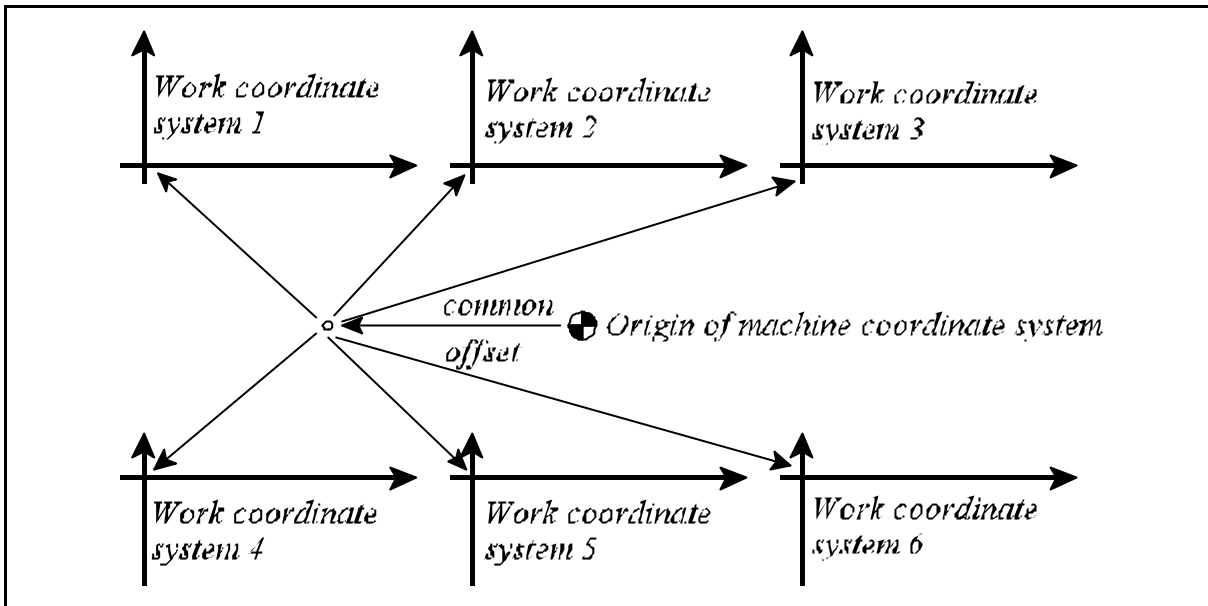 Work coordinate
system 1
Work coordinate
system 2
Work coordinate
system 3
common
offset
Origin of machine coordinate system
Work coordinate
system 4
Work coordinate
system 5
Work coordinate
system 6